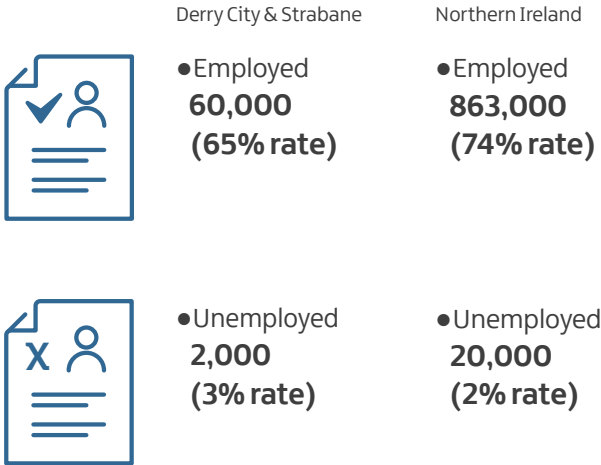 Derry City & Strabane
Northern Ireland
●Employed
60,000
(65% rate)
●Employed
863,000
(74% rate)
X
●Unemployed
2,000
(3% rate)
●Unemployed
20,000
(2% rate)